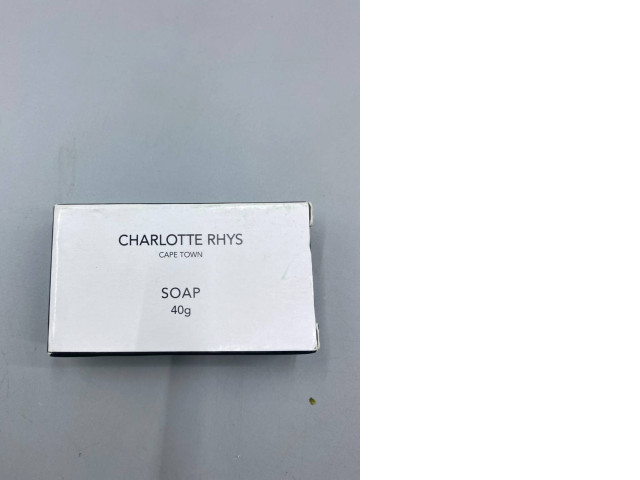 CHARLOTTE RHYS
CAPE TOWN
SOAP
40g